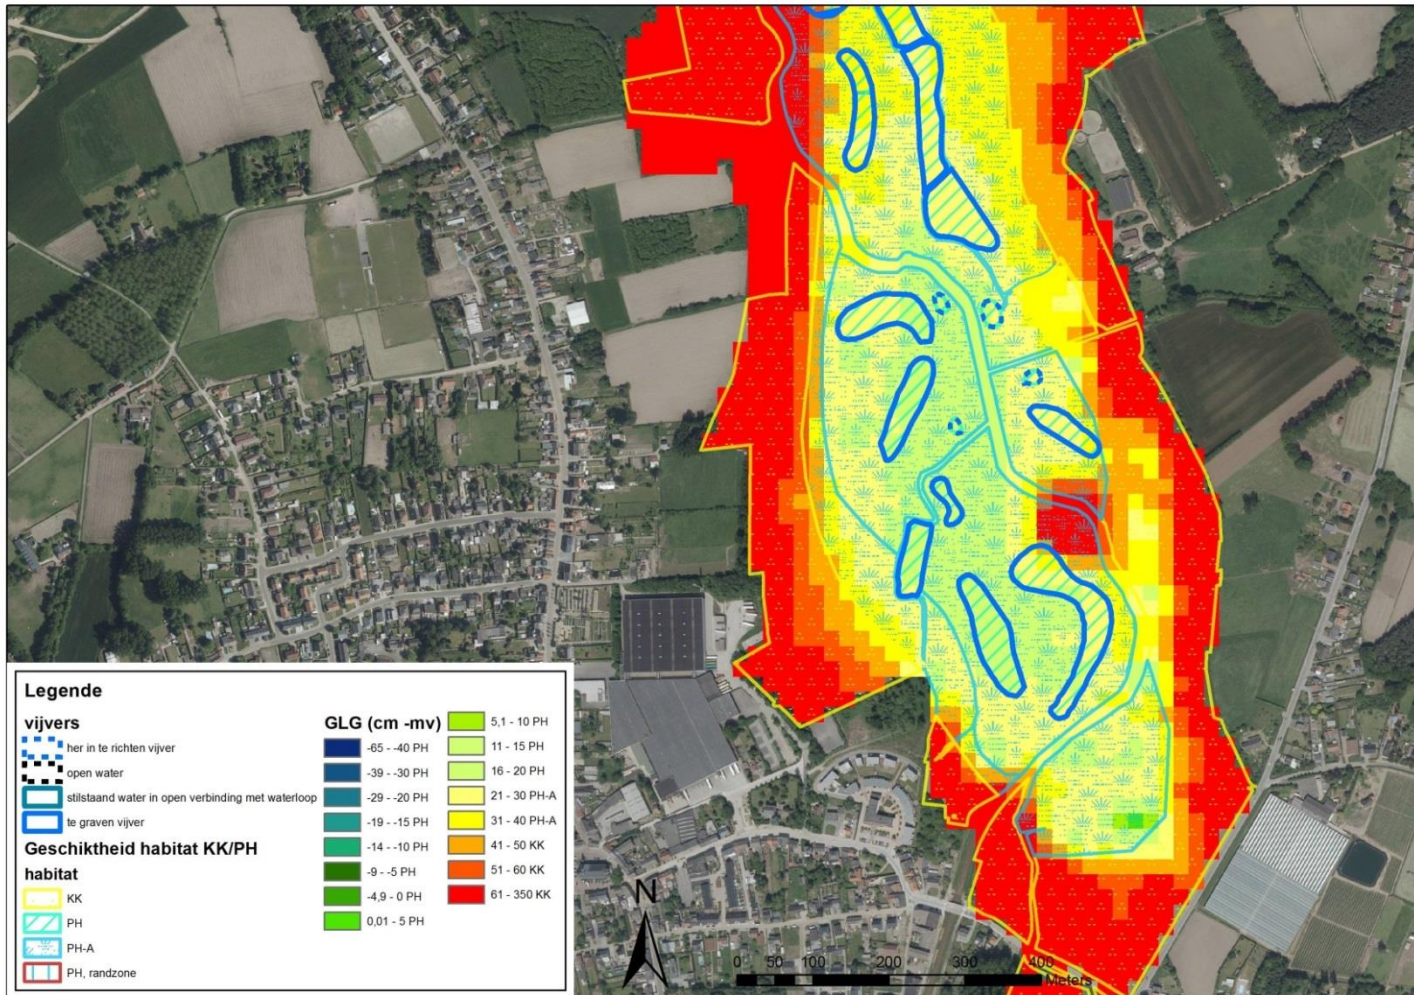 N
0 50 100 200 300 400
Meters
Legende
vijvers
her in te richten vijver
open water
stilstaand water in open verbinding met waterloop
te graven vijver
Geschiktheid habitat KK/PH
habitat
KK
PH
PH-A
PH, randzone
GLG (cm -mv)
-65 - -40 PH
-39 - -30 PH
-29 - -20 PH
-19 - -15 PH
-14 - -10 PH
-9 - -5 PH
-4,9 - 0 PH
0,01 - 5 PH
5,1 - 10 PH
11 - 15 PH
16 - 20 PH
21 - 30 PH-A
31 - 40 PH-A
41 - 50 KK
51 - 60 KK
61 - 350 KK